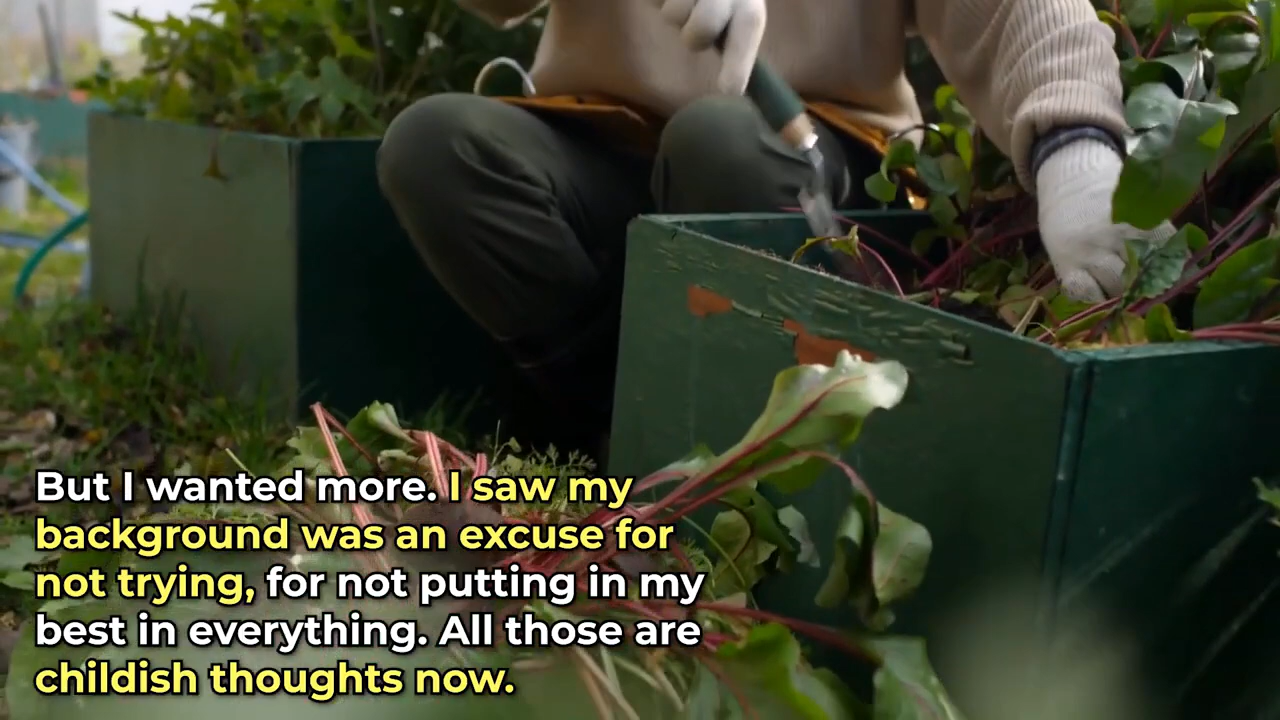 But I wanted more. I saw my
background was an excuse for
not trying, for not putting in my
best in everything. All those are
childish thoughts now.